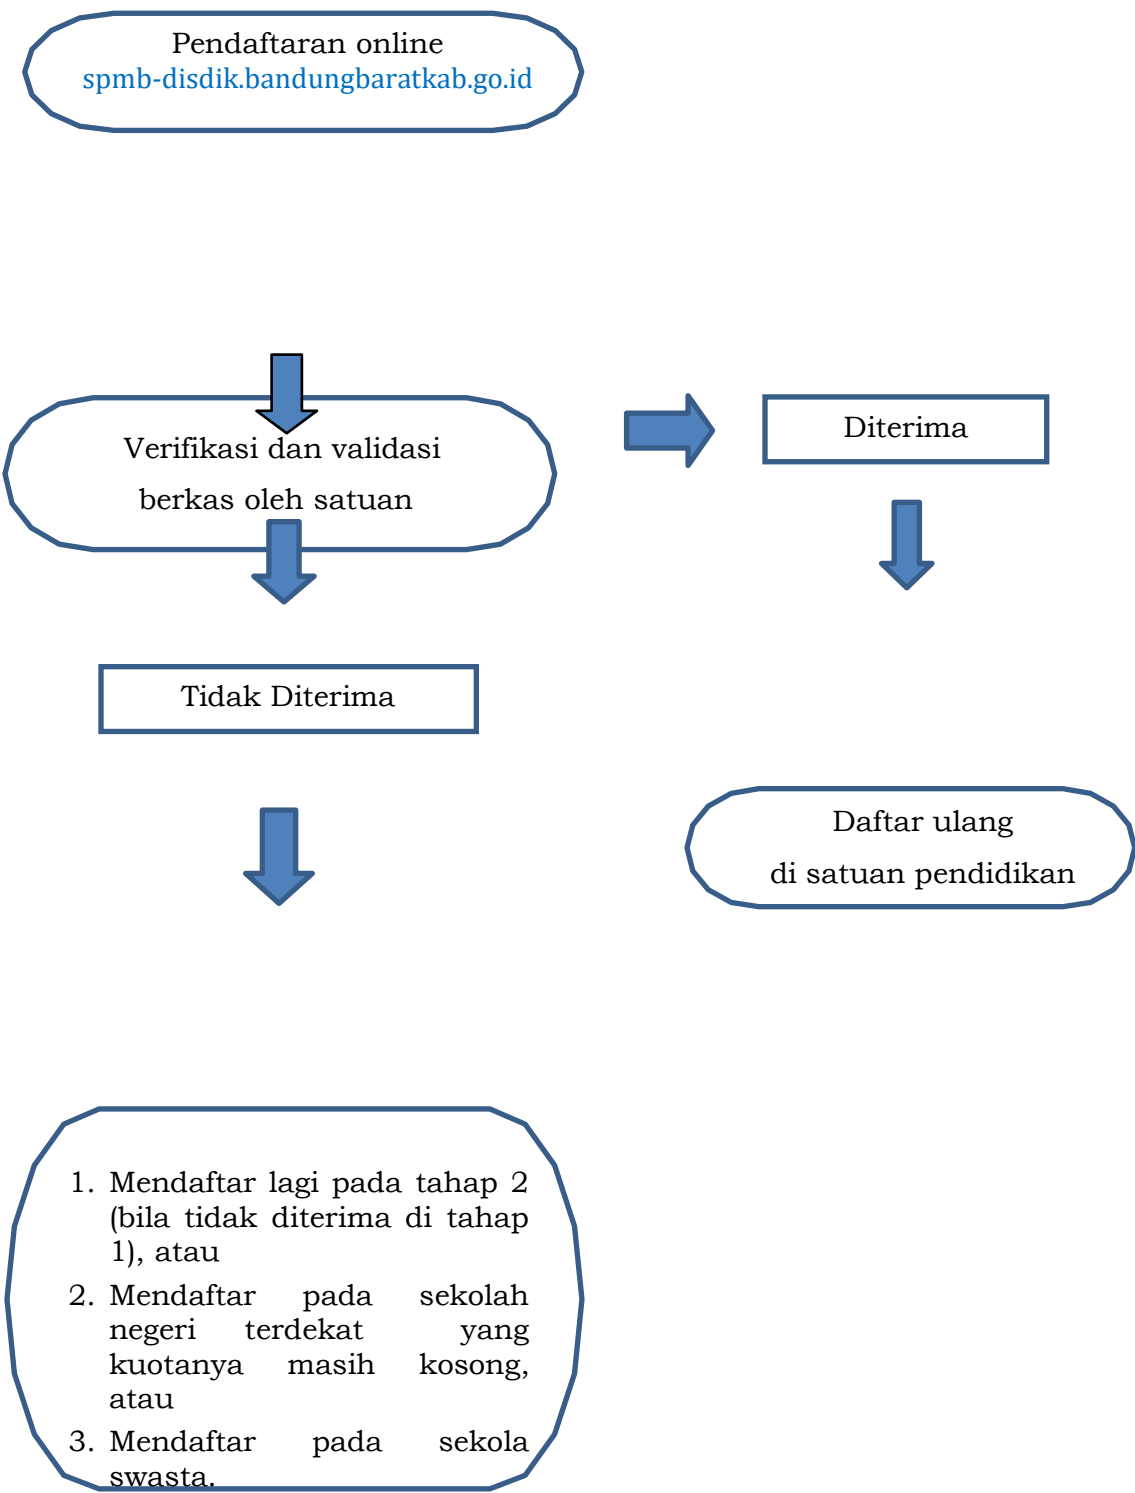 Pendaftaran online
spmb-disdik.bandungbaratkab.go.id
Verifikasi dan validasi
berkas oleh satuan
Diterima
Tidak Diterima
Daftar ulang
di satuan pendidikan
1. Mendaftar lagi pada tahap 2
(bila tidak diterima di tahap
1), atau
2. Mendaftar pada sekolah
negeri terdekat yang
kuotanya masih kosong,
atau
3. Mendaftar pada sekola
swasta.